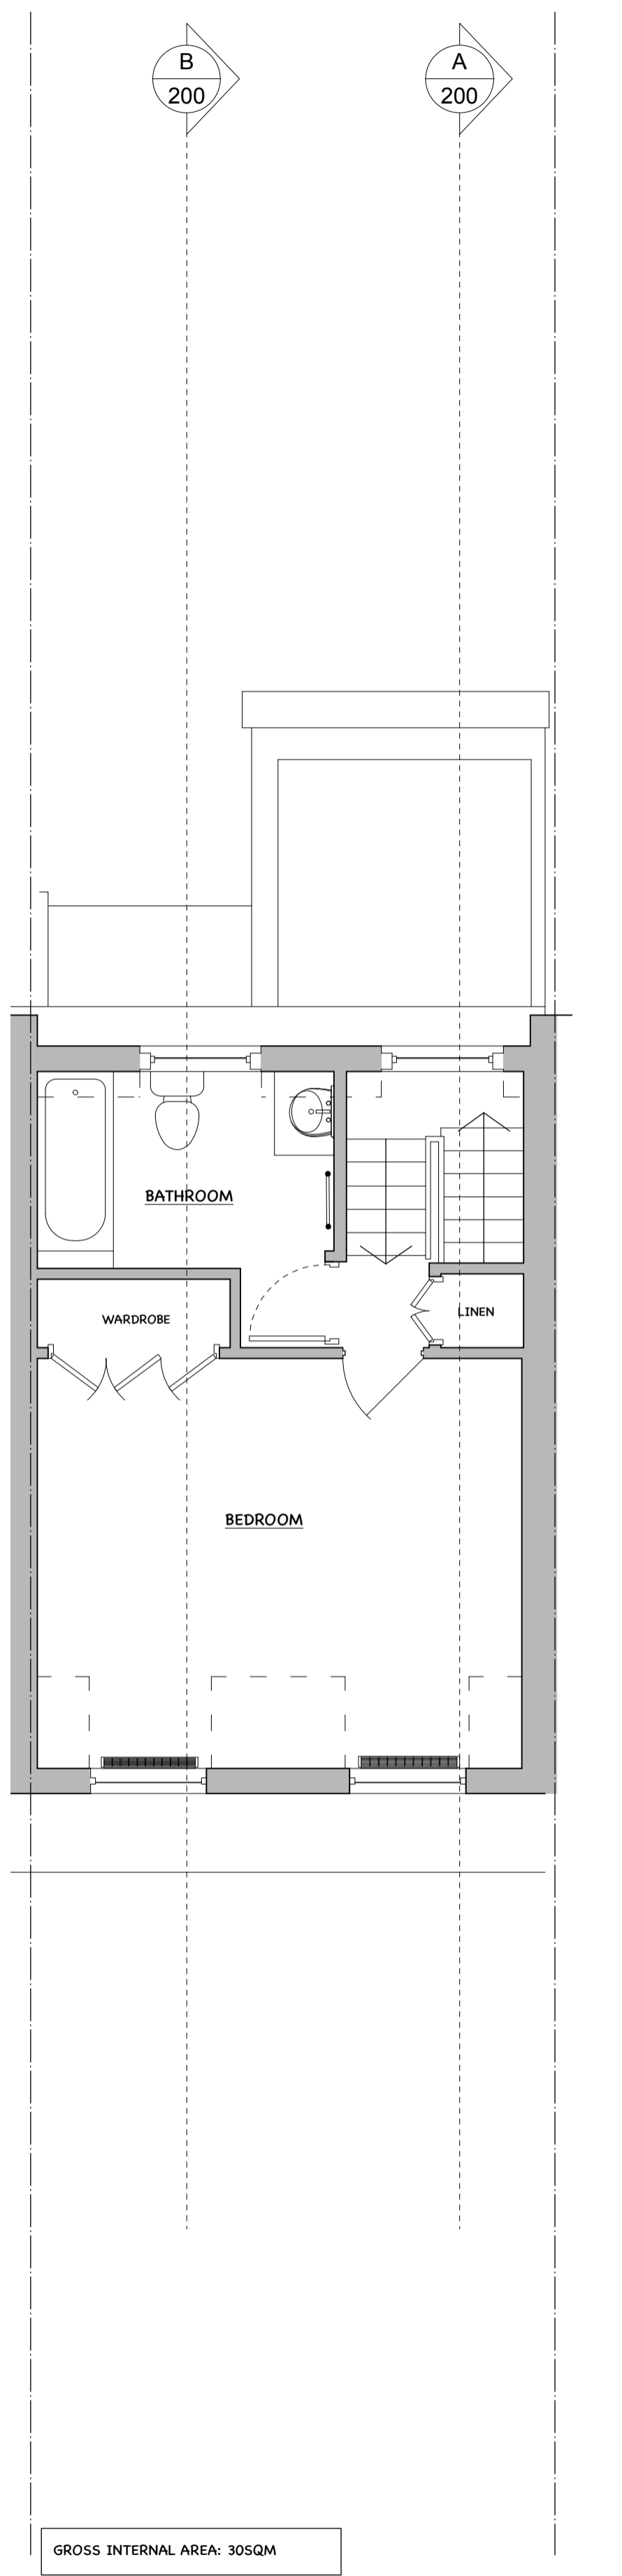 B
200
A
200
BATHROOM
WARDROBE
LINEN
BEDROOM
GROSS INTERNAL AREA: 30SQM